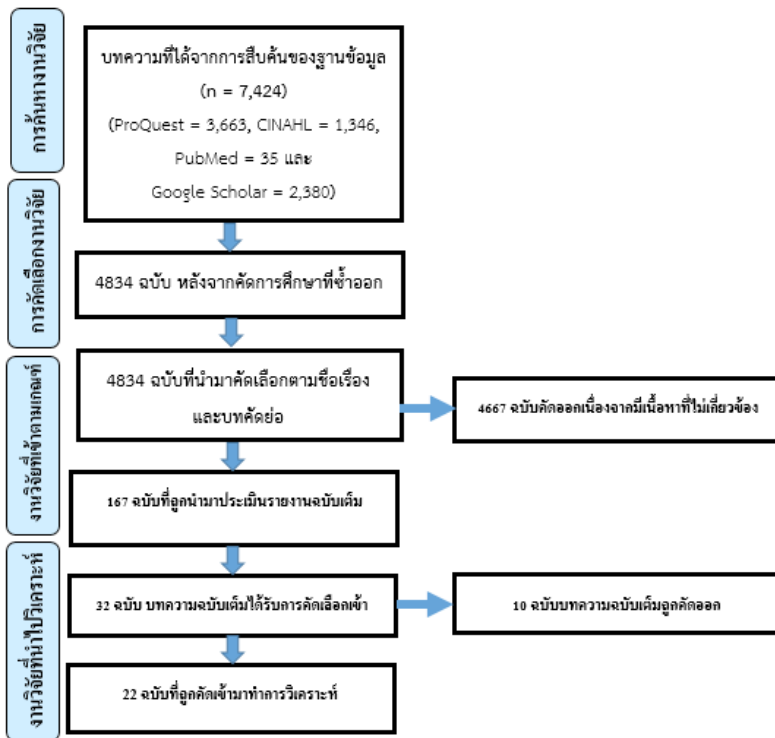 การค้นหางานวิจัย
บทความที่ได้จากการสืบค้นของฐานข้อมูล
(n = 7,424)
(ProQuest = 3,663, CINAHL = 1,346,
PubMed = 35 และ
Google Scholar = 2,380)
การคัดเลือกงานวิจัย
4834 ฉบับ หลังจากคัดการศึกษาที่ซ้ำออก
งานวิจัยที่เข้าตามเกณฑ์
4834 ฉบับที่นำมาคัดเลือกตามชื่อเรื่อง
และบทคัดย่อ
4667 ฉบับคัดออกเนื่องจากมีเนื้อหาที่ไม่เกี่ยวข้อง
167 ฉบับที่ถูกนำมาประเมินรายงานฉบับเต็ม
งานวิจัยที่นำไปวิเคราะห์
32 ฉบับ บทความฉบับเต็มได้รับการคัดเลือกเข้า
10 ฉบับบทความฉบับเต็มถูกคัดออก
22 ฉบับที่ถูกคัดเข้ามาทำการวิเคราะห์